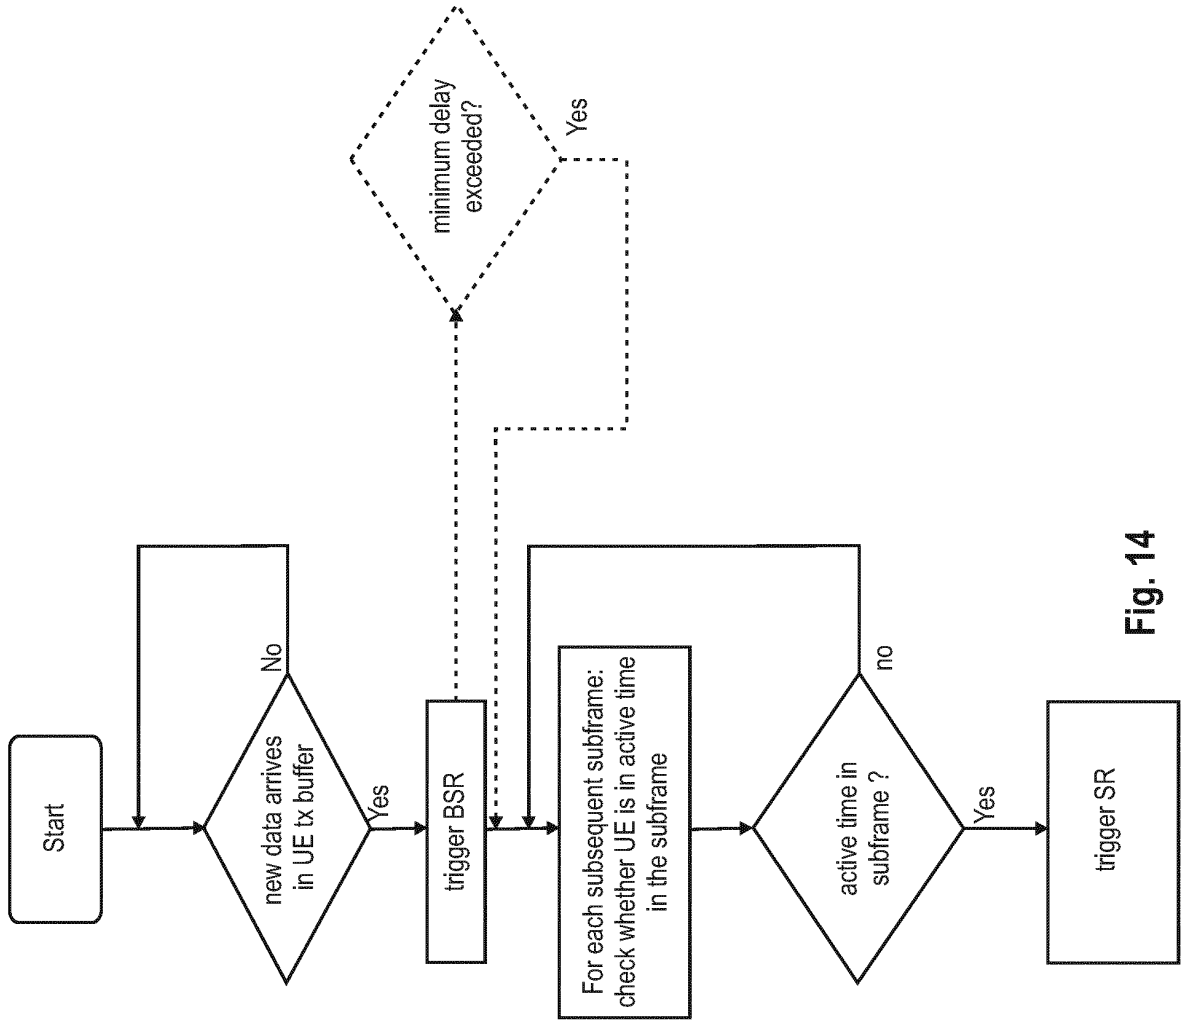 Start
new data arrives
in UE tx buffer
No
Yes
trigger BSR
minimum delay
exceeded?
Yes
For each subsequent subframe:
check whether UE is in active time
in the subframe
active time in
subframe ?
no
Yes
trigger SR
Fig. 14